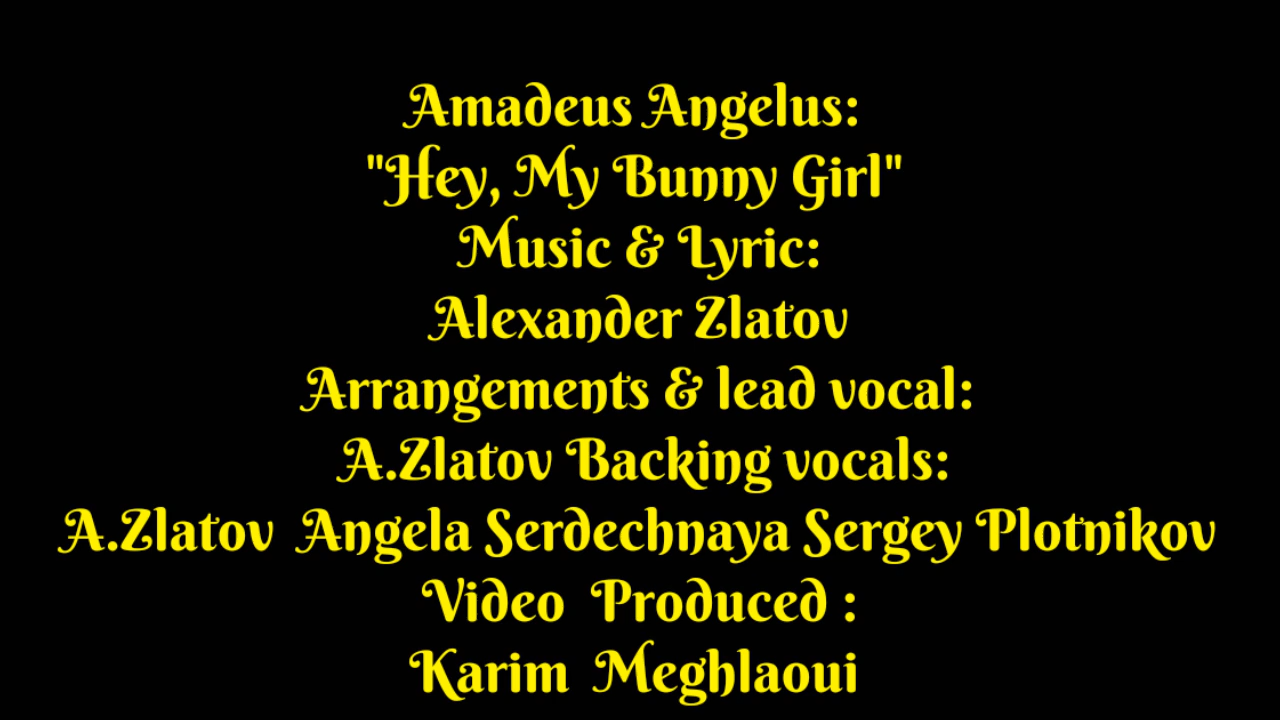 Amadeus Angelus:
"Hey, My Bunny Girl"
Music & Lyric:
Alexander Zlatov
Arrangements & lead vocal:
A.Zlatov Backing vocals:
A.Zlatov Angela Serdechnaya Sergey Plotnikov
Video Produced :
Karim Meghlaoui